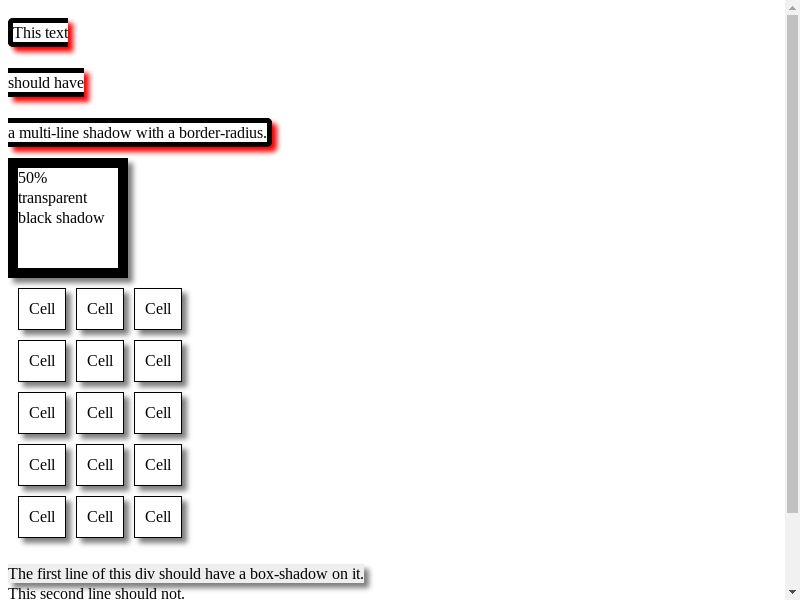 This text
should have
a multi-line shadow with a border-radius.
50%
transparent
black shadow
Cell Cell Cell
Cell Cell Cell
Cell Cell Cell
Cell Cell Cell
Cell Cell Cell
The first line of this div should have a box-shadow on it.
This second line should not.